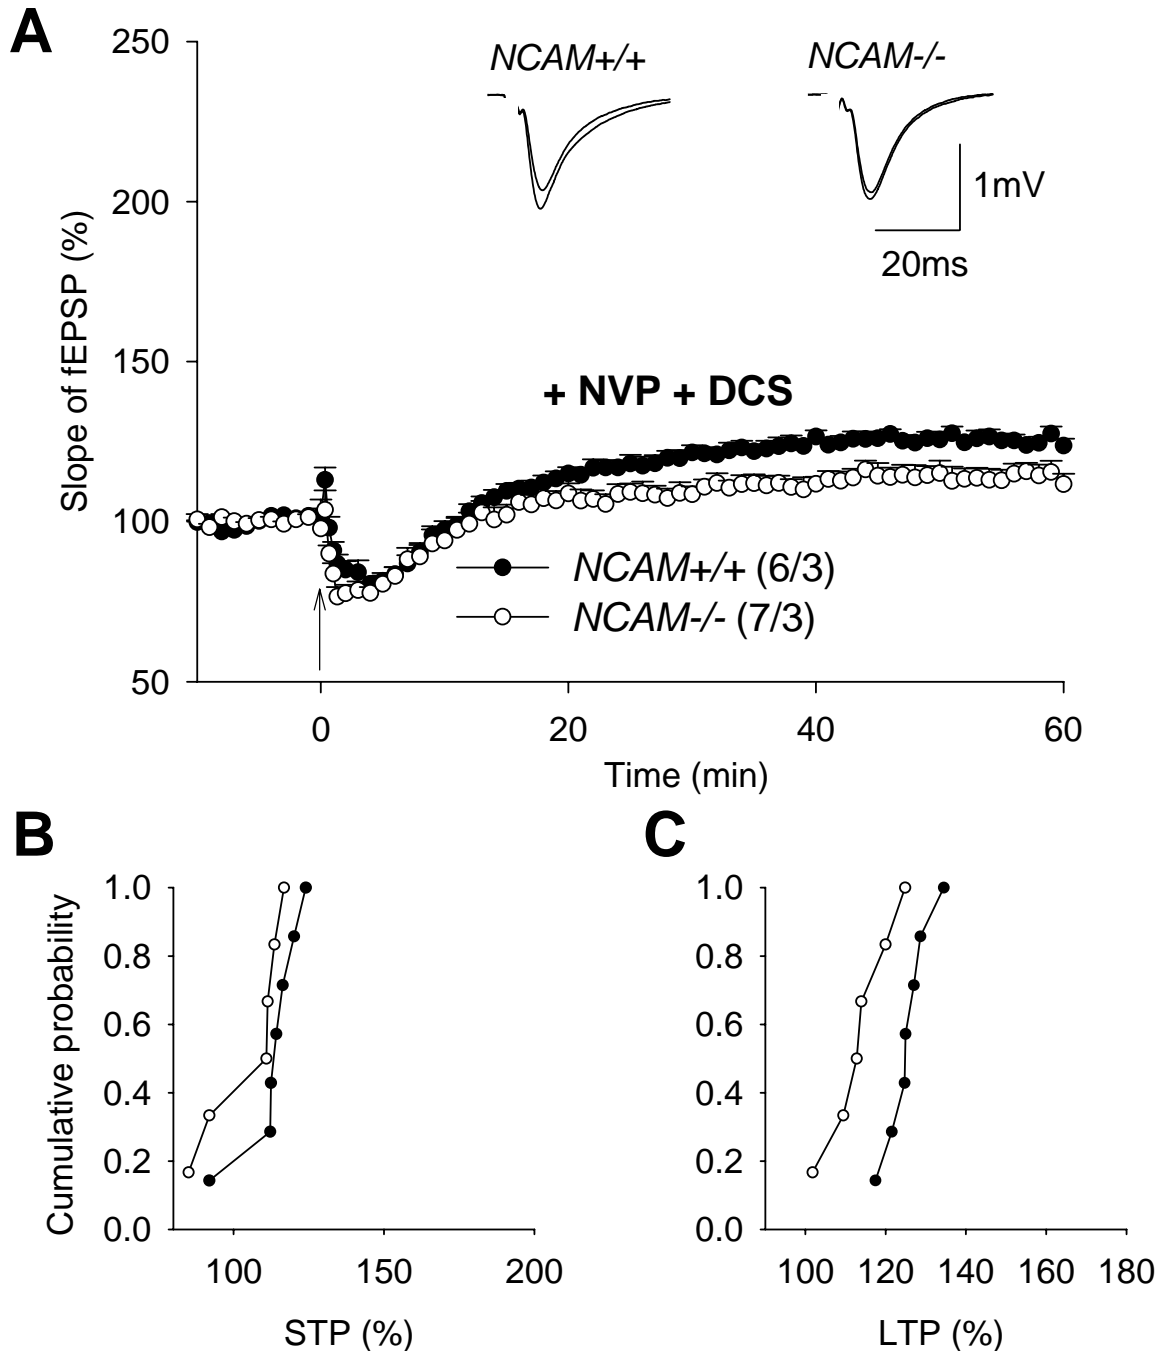 A
250
200
150
100
50
Slope of fEPSP (%)
NCAM+/+
NCAM-/-
1mV
20ms
+ NVP + DCS
NCAM+/+ (6/3)
NCAM-/- (7/3)
0
20
40
60
Time (min)
B
Cumulative probability
1.0
0.8
0.6
0.4
0.2
0.0
100
150
200
STP (%)
C
1.0
0.8
0.6
0.4
0.2
0.0
100
120
140
160
180
LTP (%)